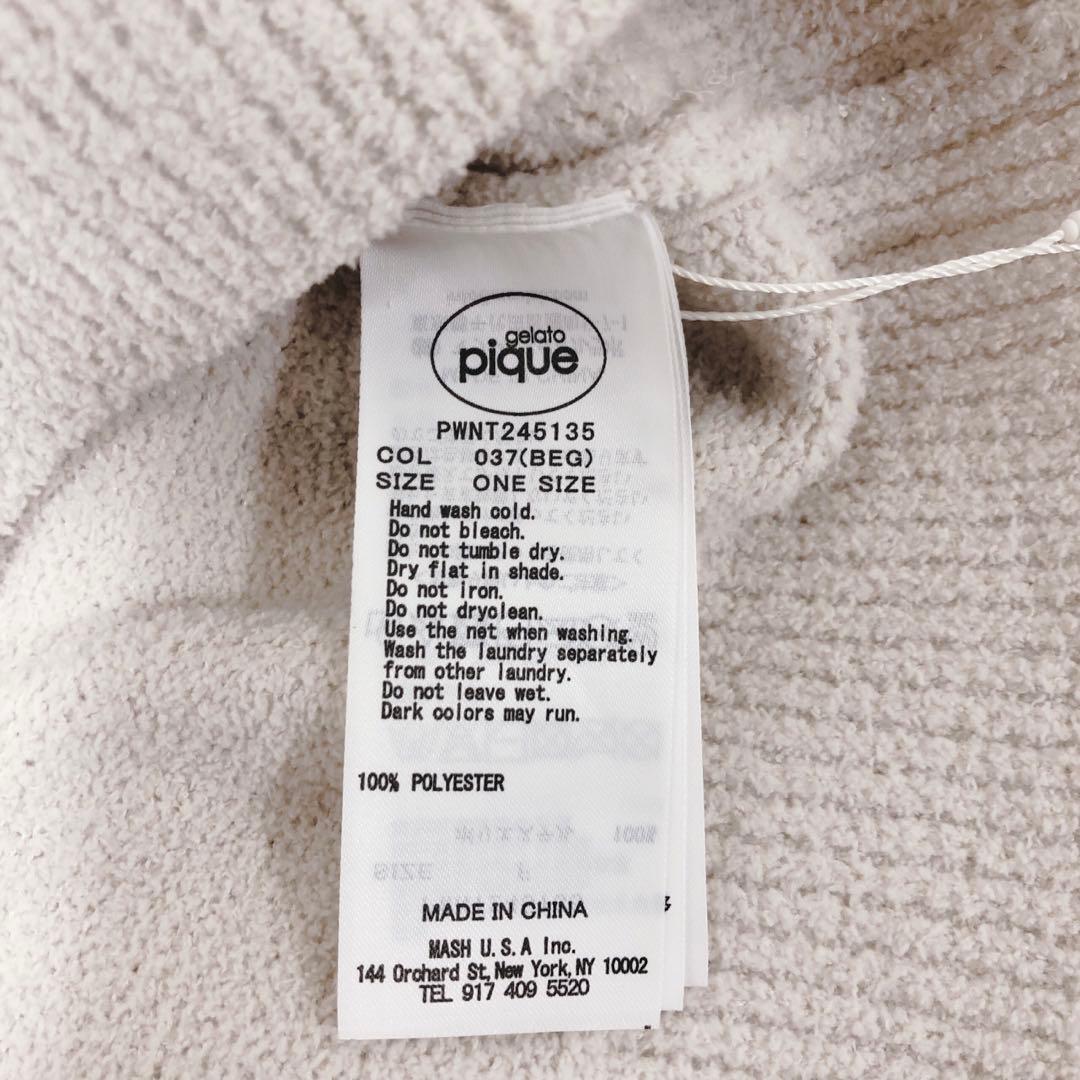 gelato
pique
PWNT245135
COL 037(BEG)
SIZE ONE SIZE
Hand wash cold.
Do not bleach.
Do not tumble dry.
Dry flat in shade.
Do not iron.
Do not dryclean.
Use the net when washing.
Wash the laundry separately
from other laundry.
Do not leave wet.
Dark colors may run.
100% POLYESTER
MADE IN CHINA
MASH U.S.A Inc.
144 Orchard St, New York, NY 10002
TEL 917 409 5520